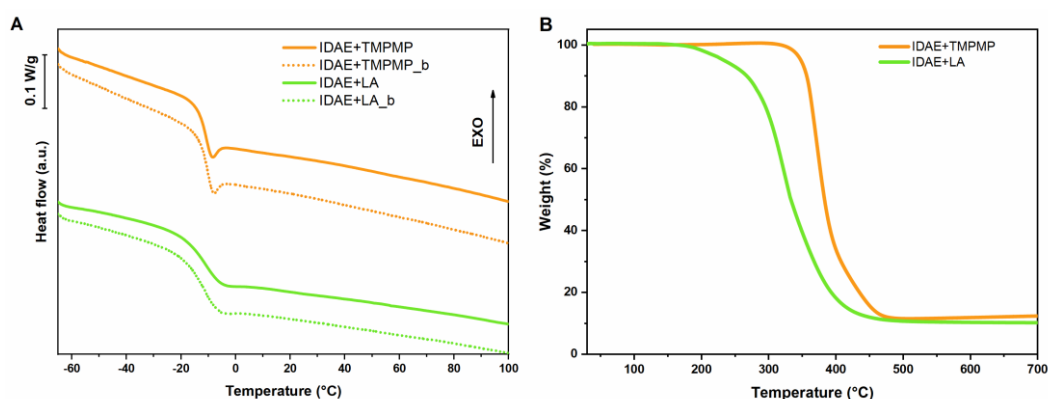 A
IDAE+TMPMP
IDAE+TMPMP_b
IDAE+LA
IDAE+LA_b
0.1 W/g
EXO
Heat flow (a.u.)
-60 -40 -20 0 20 40 60 80 100
Temperature (°C)
B
IDAE+TMPMP
IDAE+LA
100
80
60
40
20
0
Weight (%)
100 200 300 400 500 600 700
Temperature (°C)